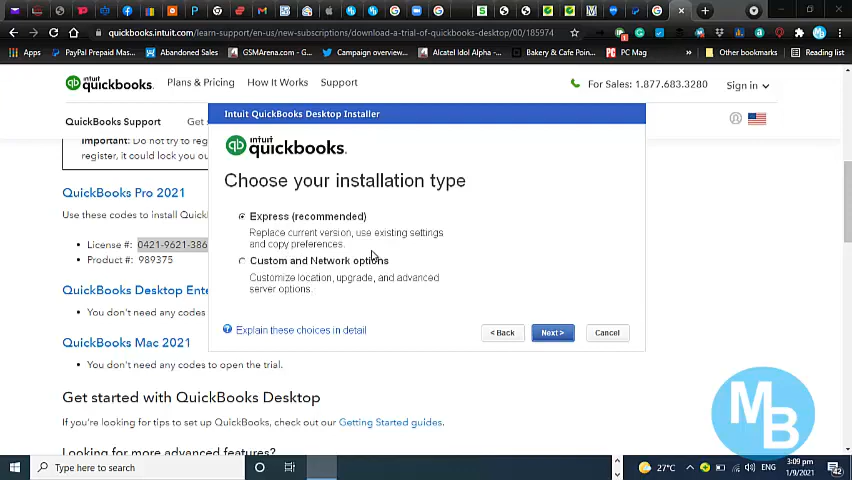 quickbooks.intuit.com/learn-support/en-us/new-subscriptions/download-a-trial-of-quickbooks-desktop/00/185974
Apps
PayPal Prepaid Mas...
Abandoned Sales
GSMArena.com - ...
Campaign overview...
Alcatel Idol Alpha -...
Bakery & Cafe Poin...
PC Mag
Other bookmarks
Reading list
intuit quickbooks.
Plans & Pricing
How It Works
Support
For Sales: 1.877.683.3280
Sign in
QuickBooks Support
Get s
Important: Do not try to re
register, it could lock you ou
QuickBooks Pro 2021
Use these codes to install Quick
License #: 0421-9621-386
Product #: 989375
QuickBooks Desktop Ente
You don't need any codes
QuickBooks Mac 2021
You don't need any codes to open the trial.
Get started with QuickBooks Desktop
If you're looking for tips to set up QuickBooks, check out our Getting Started guides.
Looking for more advanced features?
Intuit QuickBooks Desktop Installer
intuit quickbooks.
Choose your installation type
Express (recommended)
Replace current version, use existing settings
and copy preferences.
Custom and Network options
Customize location, upgrade, and advanced
server options.
Explain these choices in detail
< Back
Next >
Cancel
MB
Type here to search
27°C
ENG
3:09 pm
1/9/2021
42